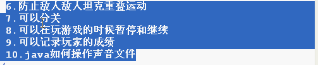 6.防止敌人敌人坦克重叠运动
7.可以分关
8.可以在玩游戏的时候暂停和继续
9.可以记录玩家的成绩
10.java如何操作声音文件